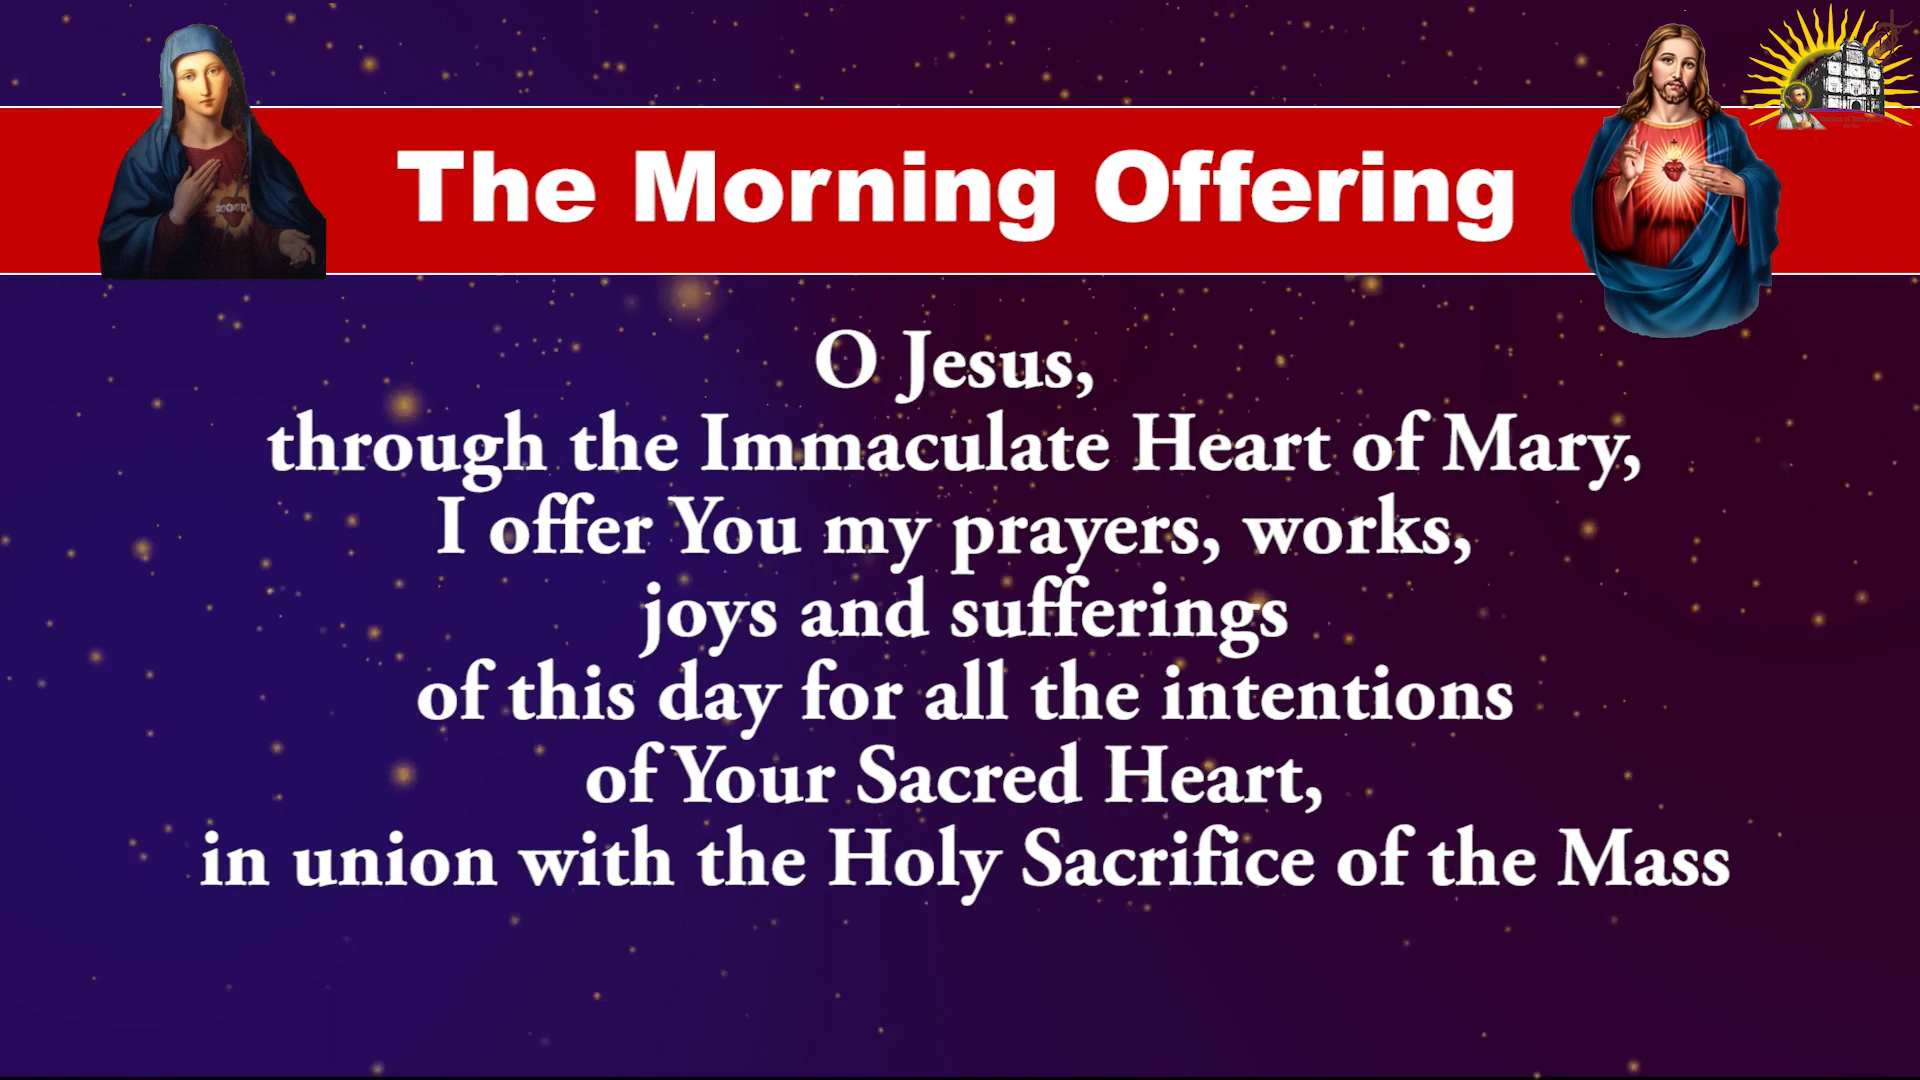 The Morning Offering
O Jesus,
through the Immaculate Heart of Mary,
I offer You my prayers, works,
joys and sufferings
of this day for all the intentions
of Your Sacred Heart,
in union with the Holy Sacrifice of the Mass